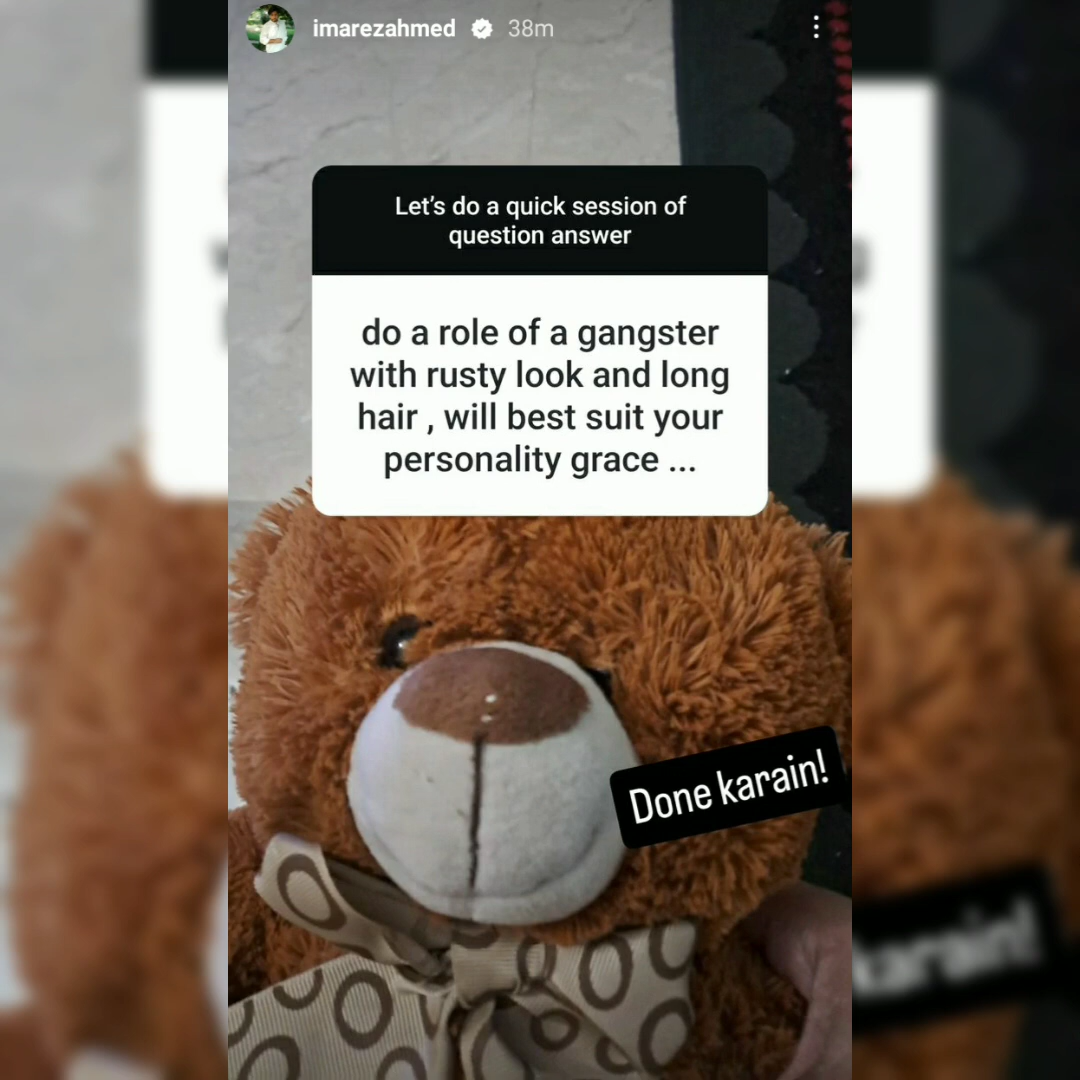 imarezahmed 38m
Let's do a quick session of
question answer
do a role of a gangster
with rusty look and long
hair , will best suit your
personality grace ...
Done karain!